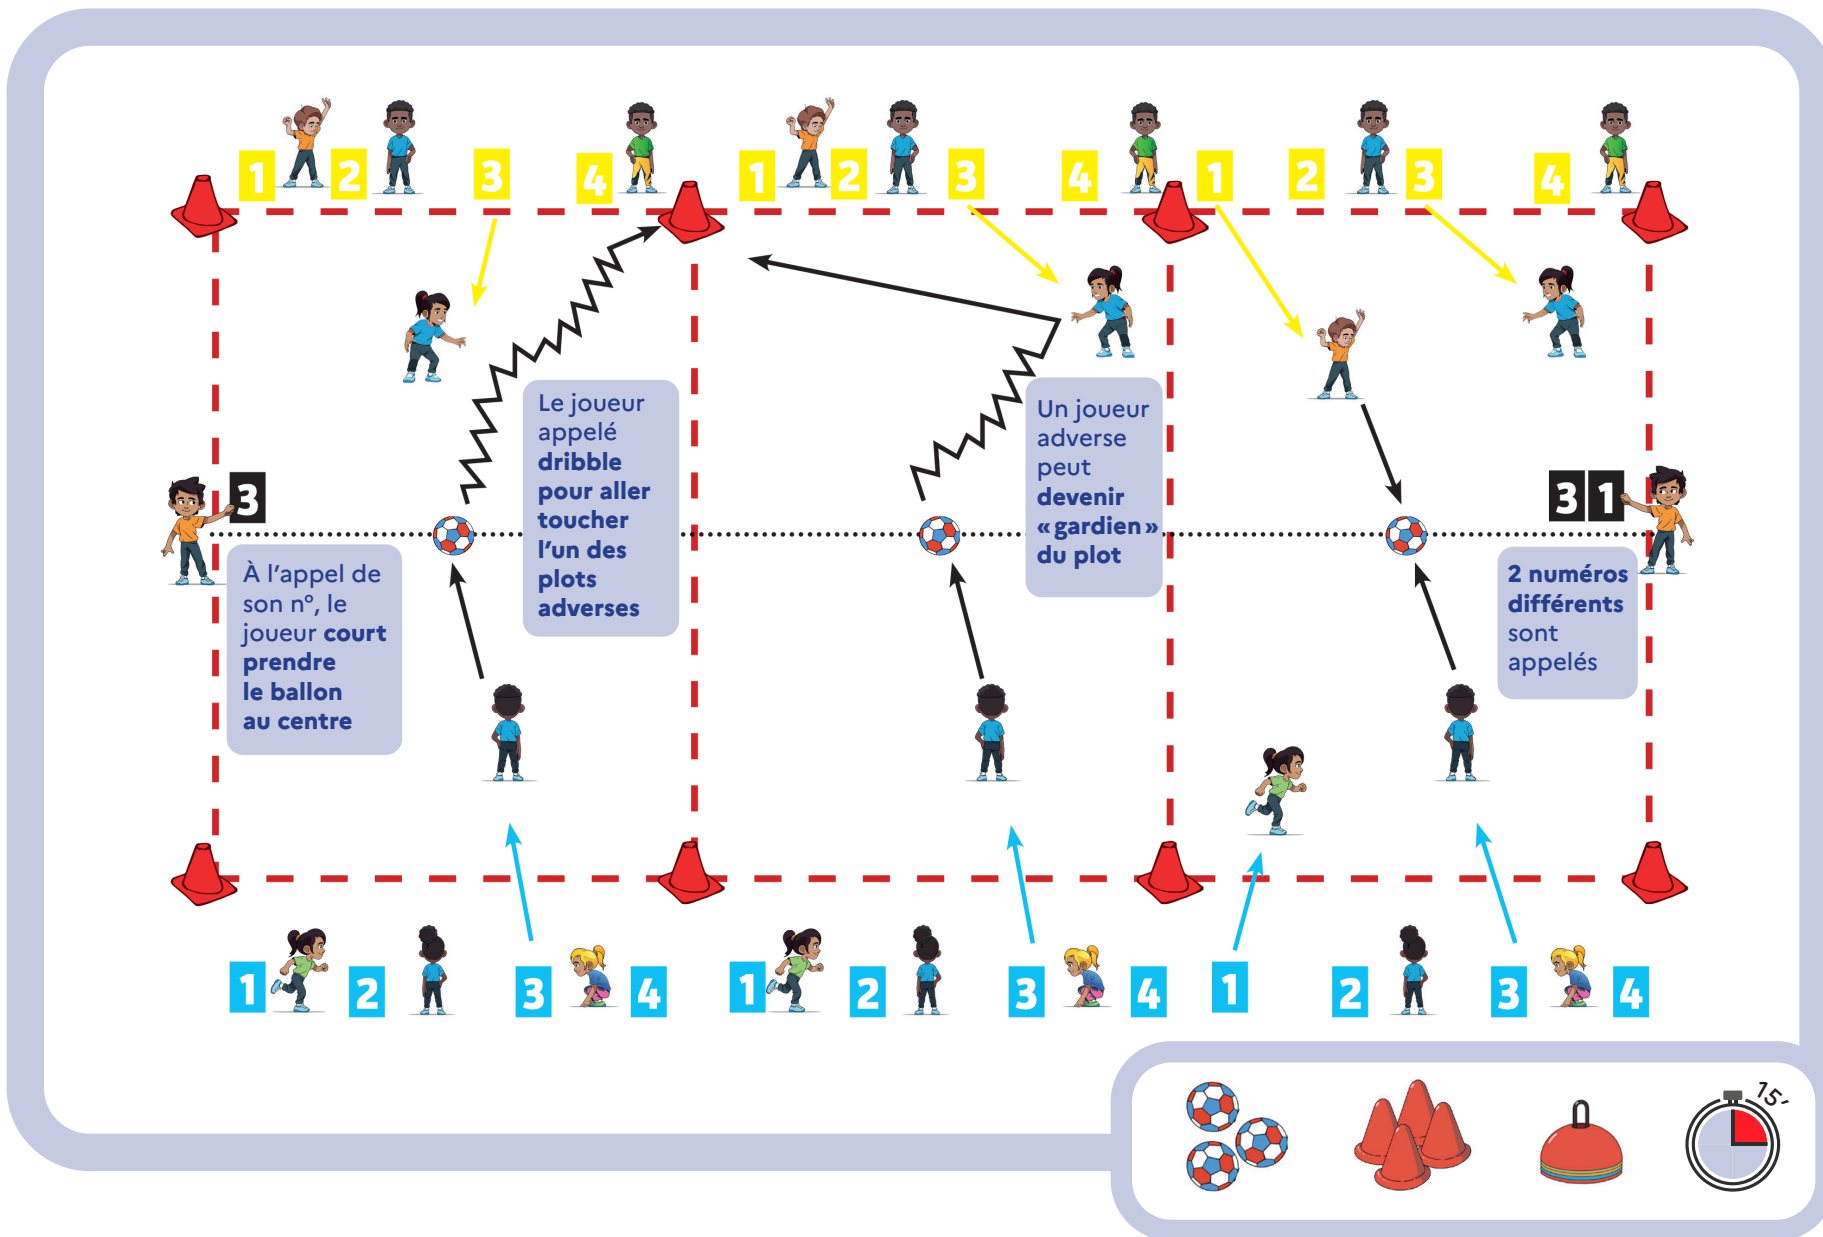 1 2 3 4 1 2 3 4 1 2 3 4
Le joueur
appelé
dribble
pour aller
toucher
l'un des
plots
adverses
Un joueur
adverse
peut
devenir
« gardien »
du plot
3
3 1
À l'appel de
son n°, le
joueur court
prendre
le ballon
au centre
2 numéros
différents
sont
appelés
1 2 3 4 1 2 3 4 1 2 3 4
15'